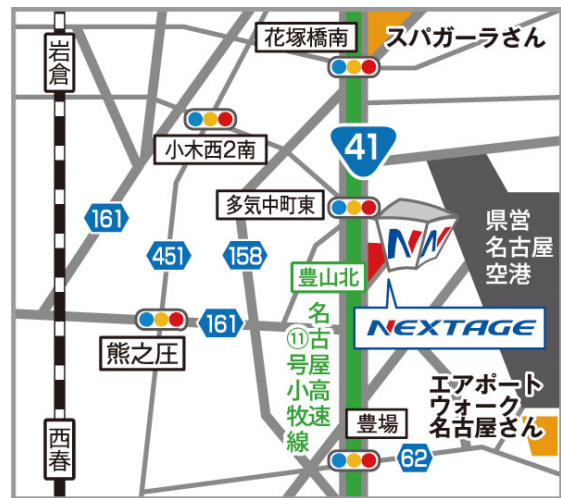 花塚橋南
スパガーラさん
岩倉
小木西2南
41
多気中町東
161
451
158
県営
名古屋
空港
豊山北
NEXTAGE
161
熊之庄
名古屋高速
⑪号小牧線
エアポート
ウォーク
名古屋さん
豊場
62
西春